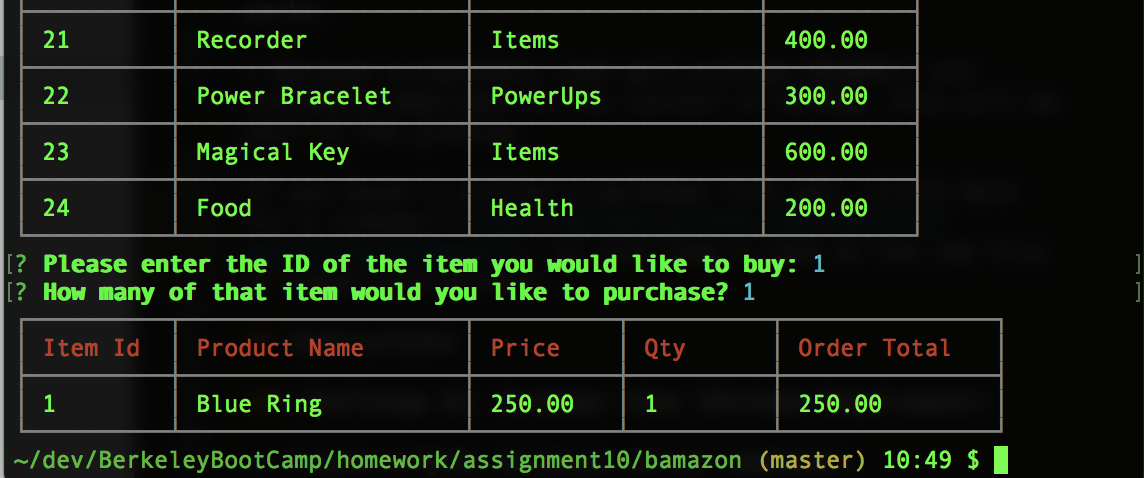 21 Recorder Items 400.00
22 Power Bracelet PowerUps 300.00
23 Magical Key Items 600.00
24 Food Health 200.00
[? Please enter the ID of the item you would like to buy: 1 ]
[? How many of that item would you like to purchase? 1 ]
Item Id Product Name Price Qty Order Total
1 Blue Ring 250.00 1 250.00
~/dev/BerkeleyBootCamp/homework/assignment10/bamazon (master) 10:49 $